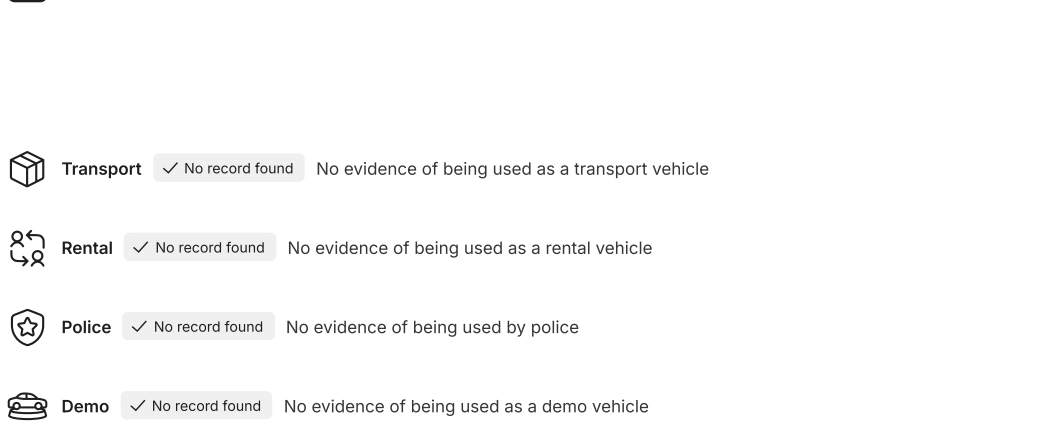 Transport No record found No evidence of being used as a transport vehicle
Rental No record found No evidence of being used as a rental vehicle
Police No record found No evidence of being used by police
Demo No record found No evidence of being used as a demo vehicle